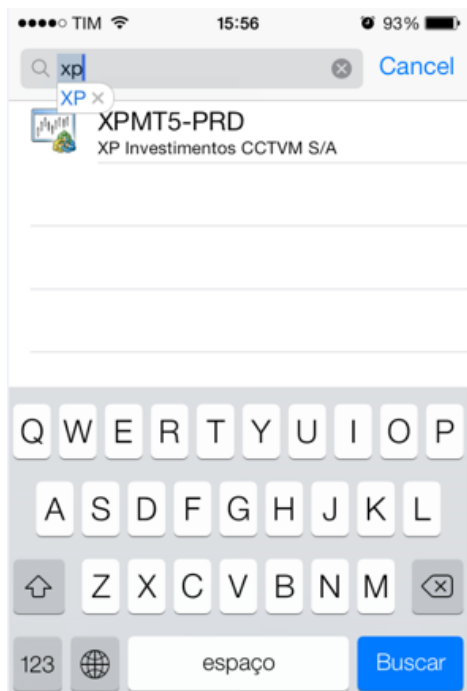 TIM 15:56 93%
xp Cancel
XP
XPMT5-PRD
XP Investimentos CCTVM S/A
Q W E R T Y U I O P
A S D F G H J K L
Z X C V B N M
123 espaço Buscar